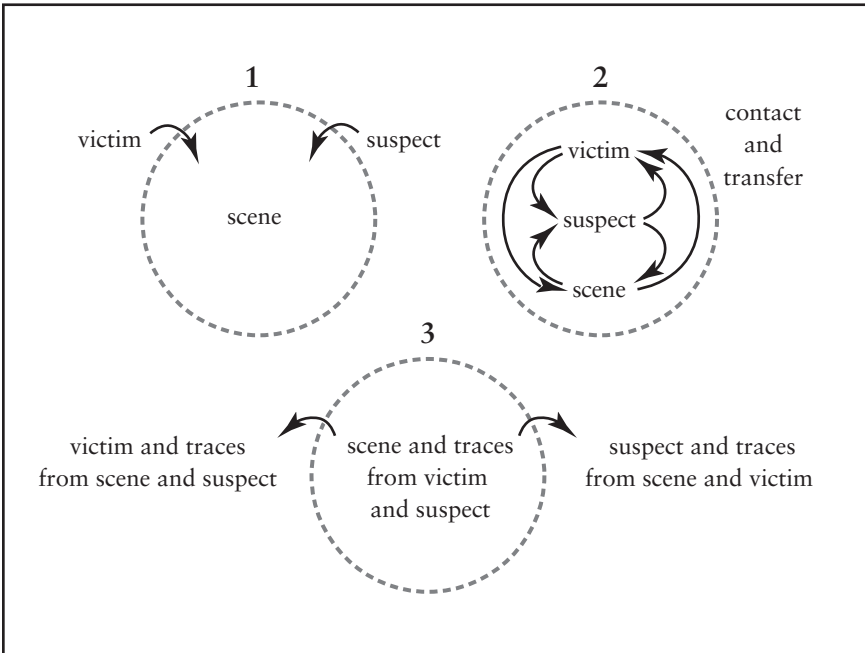 1
victim
suspect
scene
2
contact
and
transfer
victim
suspect
scene
3
victim and traces
from scene and suspect
scene and traces
from victim
and suspect
suspect and traces
from scene and victim